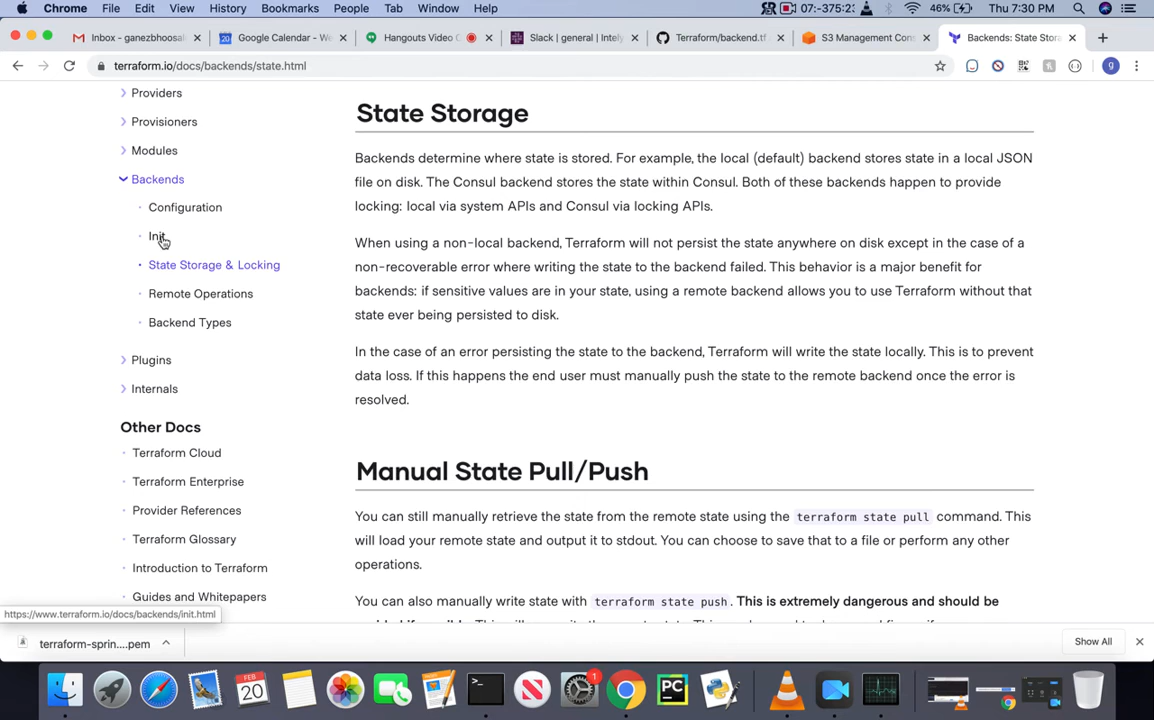 Chrome File Edit View History Bookmarks People Tab Window Help 07:-375:23 46% Thu 7:30 PM
Inbox - ganezbhoosal Google Calendar - We Hangouts Video C Slack | general | Intely Terraform/backend.tf S3 Management Con Backends: State Stora
terraform.io/docs/backends/state.html g
Providers
Provisioners
Modules
Backends
Configuration
Init
State Storage & Locking
Remote Operations
Backend Types
Plugins
Internals
Other Docs
Terraform Cloud
Terraform Enterprise
Provider References
Terraform Glossary
Introduction to Terraform
Guides and Whitepapers
State Storage
Backends determine where state is stored. For example, the local (default) backend stores state in a local JSON
file on disk. The Consul backend stores the state within Consul. Both of these backends happen to provide
locking: local via system APIs and Consul via locking APIs.
When using a non-local backend, Terraform will not persist the state anywhere on disk except in the case of a
non-recoverable error where writing the state to the backend failed. This behavior is a major benefit for
backends: if sensitive values are in your state, using a remote backend allows you to use Terraform without that
state ever being persisted to disk.
In the case of an error persisting the state to the backend, Terraform will write the state locally. This is to prevent
data loss. If this happens the end user must manually push the state to the remote backend once the error is
resolved.
Manual State Pull/Push
You can still manually retrieve the state from the remote state using the terraform state pull command. This
will load your remote state and output it to stdout. You can choose to save that to a file or perform any other
operations.
You can also manually write state with terraform state push. This is extremely dangerous and should be
https://www.terraform.io/docs/backends/init.html
terraform-sprin....pem Show All
FEB
20
1
PC